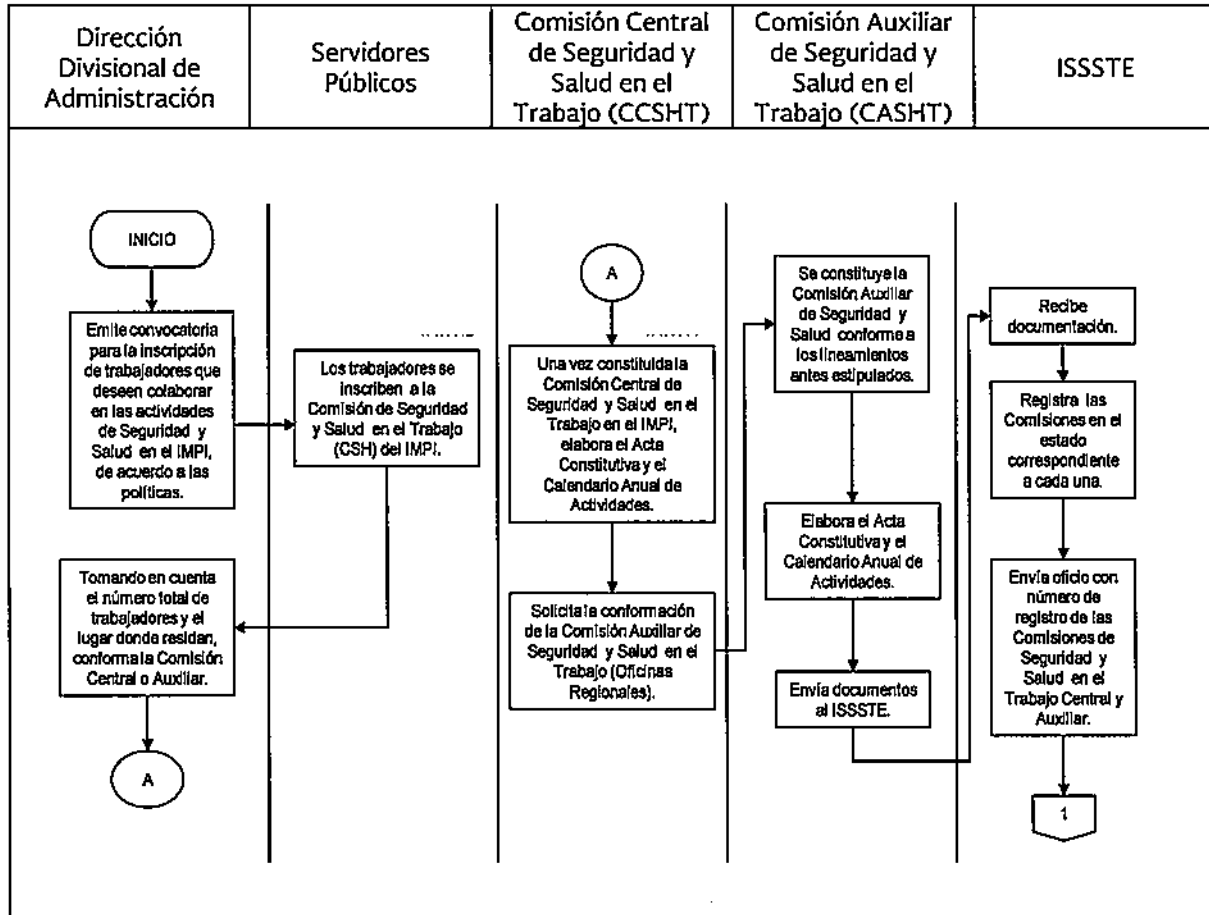 Dirección
Divisional de
Administración
Servidores
Públicos
Comisión Central
de Seguridad y
Salud en el
Trabajo (CCSHT)
Comisión Auxiliar
de Seguridad y
Salud en el
Trabajo (CASHT)
ISSSTE
INICIO
Emite convocatoria
para la inscripción
de trabajadores que
deseen colaborar
en las actividades
de Seguridad y
Salud en el IMPI,
de acuerdo a las
políticas.
Tomando en cuenta
el número total de
trabajadores y el
lugar donde residan,
conforma la Comisión
Central o Auxiliar.
A
Los trabajadores se
inscriben a la
Comisión de Seguridad
y Salud en el Trabajo
(CSH) del IMPI.
A
Una vez constituida la
Comisión Central de
Seguridad y Salud en el
Trabajo en el IMPI,
elabora el Acta
Constitutiva y el
Calendario Anual de
Actividades.
Solicita la conformación
de la Comisión Auxiliar de
Seguridad y Salud en el
Trabajo (Oficinas
Regionales).
Se constituye la
Comisión Auxiliar
de Seguridad y
Salud conforme a
los lineamientos
antes estipulados.
Elabora el Acta
Constitutiva y el
Calendario Anual de
Actividades.
Envía documentos
al ISSSTE.
Recibe
documentación.
Registra las
Comisiones en el
estado
correspondiente
a cada una.
Envía oficio con
número de
registro de las
Comisiones de
Seguridad y
Salud en el
Trabajo Central y
Auxiliar.
1